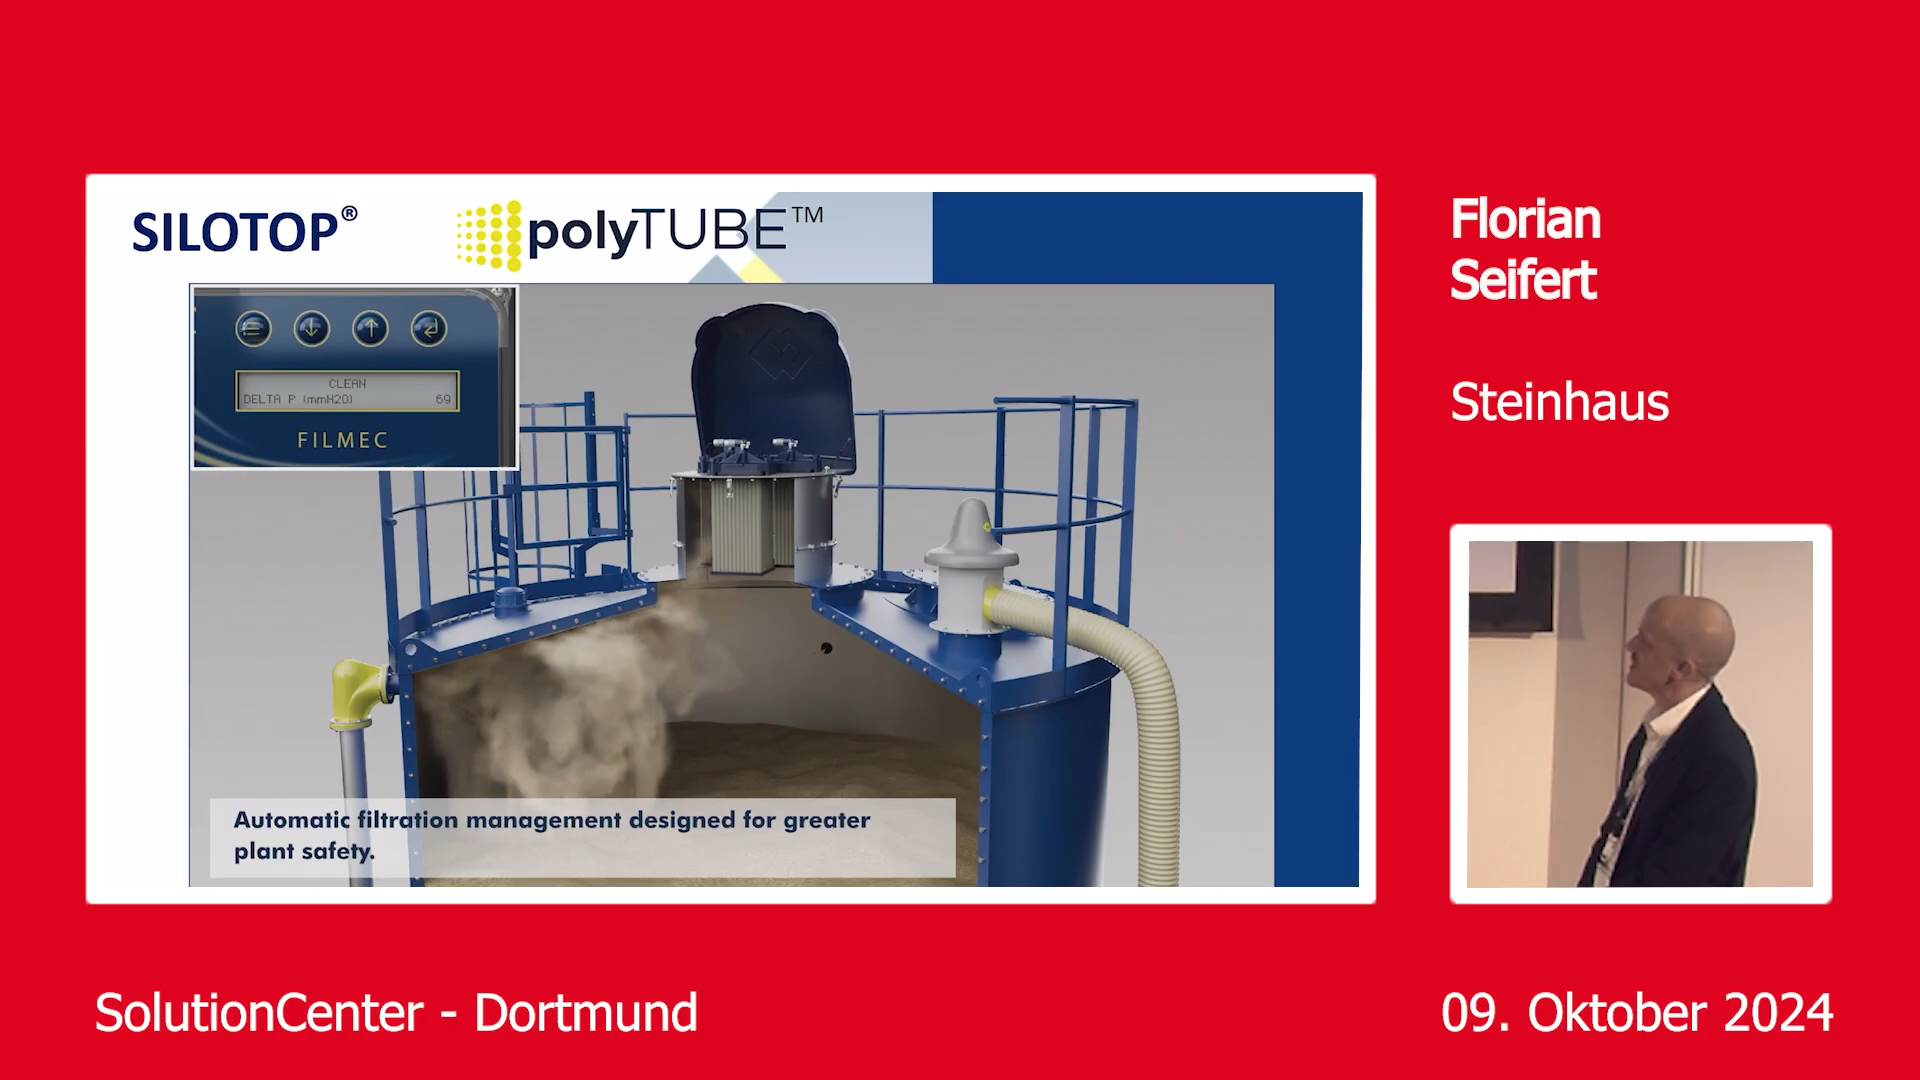 SILOTOP®
polyTUBE™
CLEAN
DELTA P (mmH2O) 69
FILMEC
Automatic filtration management designed for greater
plant safety.
Florian
Seifert
Steinhaus
SolutionCenter - Dortmund
09. Oktober 2024